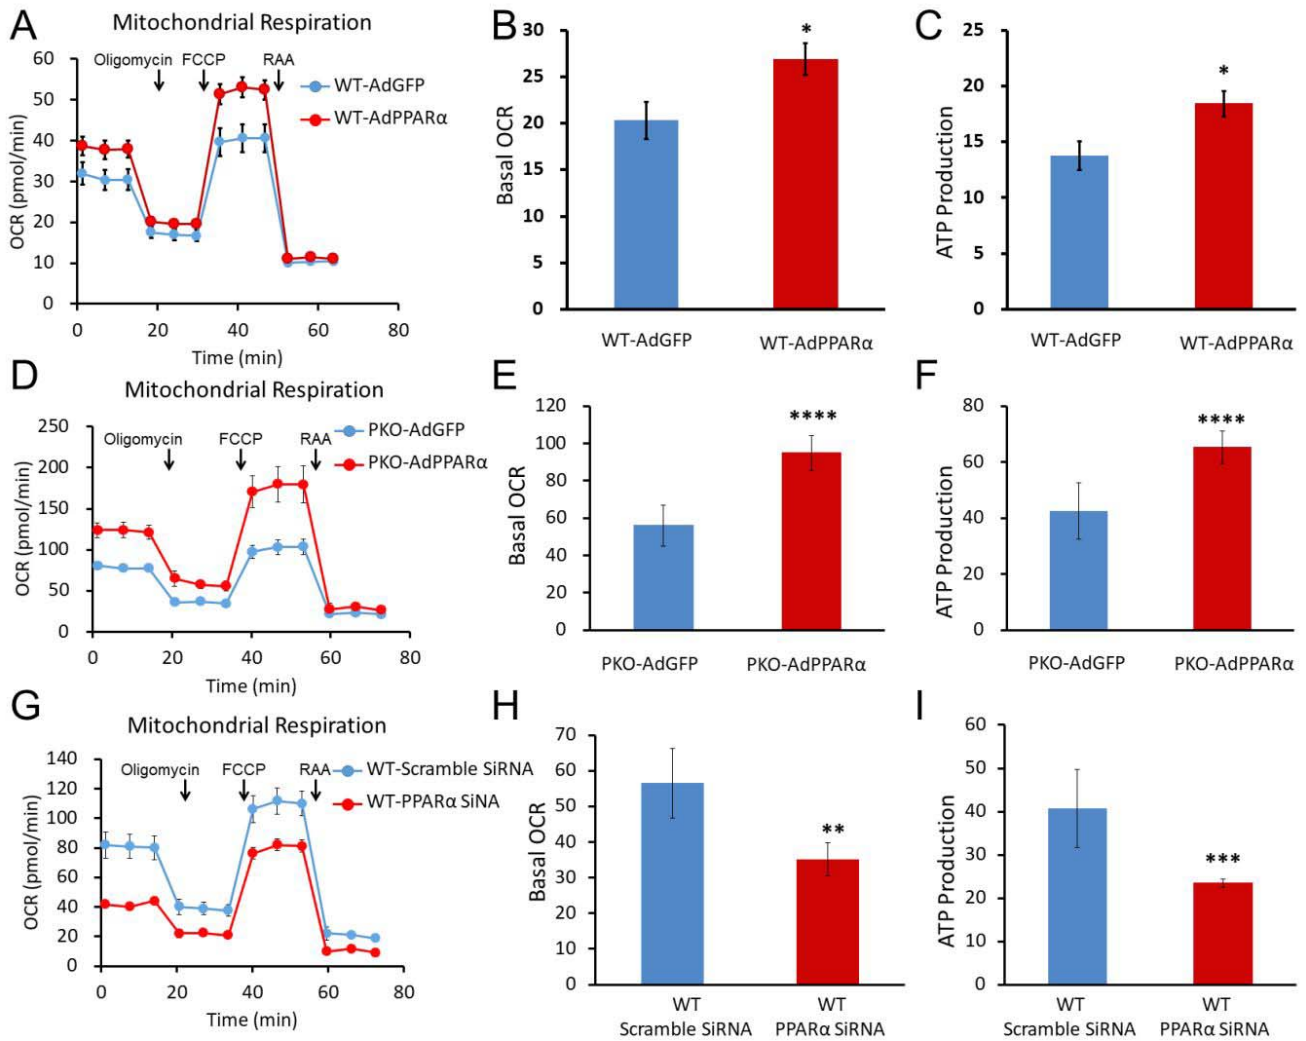 A
Mitochondrial Respiration
Oligomycin FCCP RAA
WT-AdGFP
WT-AdPPARα
OCR (pmol/min)
60
50
40
30
20
10
0
0 20 40 60 80
Time (min)
B
*
Basal OCR
30
25
20
15
10
5
0
WT-AdGFP WT-AdPPARα
C
*
ATP Production
25
20
15
10
5
0
WT-AdGFP WT-AdPPARα
D
Mitochondrial Respiration
Oligomycin FCCP RAA
PKO-AdGFP
PKO-AdPPARα
OCR (pmol/min)
250
200
150
100
50
0
0 20 40 60 80
Time (min)
E
****
Basal OCR
120
100
80
60
40
20
0
PKO-AdGFP PKO-AdPPARα
F
****
ATP Production
80
60
40
20
0
PKO-AdGFP PKO-AdPPARα
G
Mitochondrial Respiration
Oligomycin FCCP RAA
WT-Scramble SiRNA
WT-PPARα SiNA
OCR (pmol/min)
140
120
100
80
60
40
20
0
0 20 40 60 80
Time (min)
H
**
Basal OCR
70
60
50
40
30
20
10
0
WT WT
Scramble SiRNA PPARα SiRNA
I
***
ATP Production
60
50
40
30
20
10
0
WT WT
Scramble SiRNA PPARα SiRNA